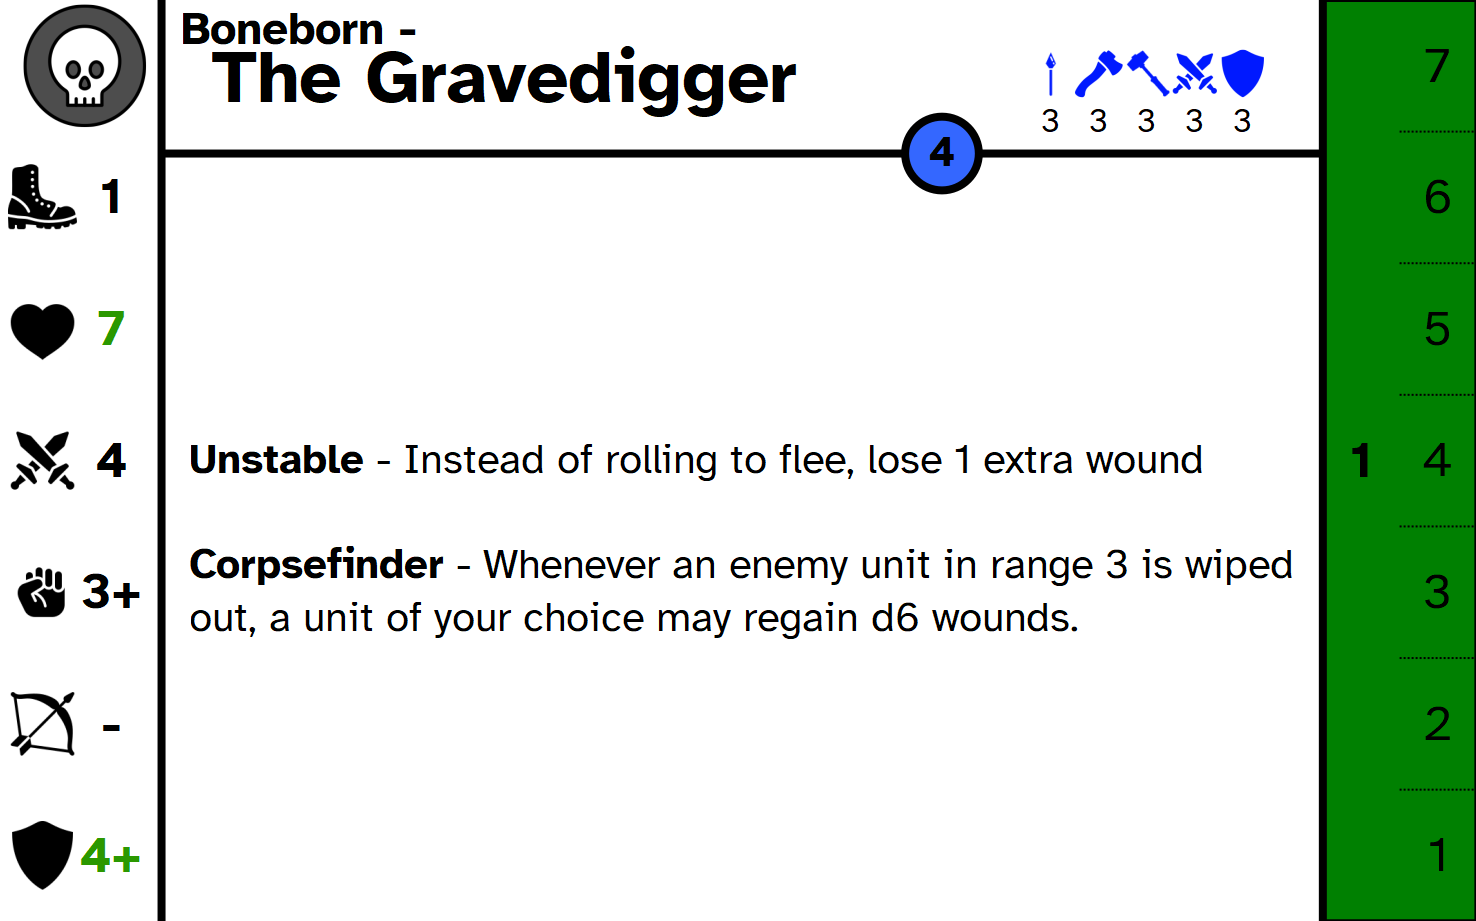 Boneborn -
The Gravedigger
3 3 3 3 3
4
1
7
4
3+
-
4+
Unstable - Instead of rolling to flee, lose 1 extra wound
Corpsefinder - Whenever an enemy unit in range 3 is wiped
out, a unit of your choice may regain d6 wounds.
7
6
5
1 4
3
2
1